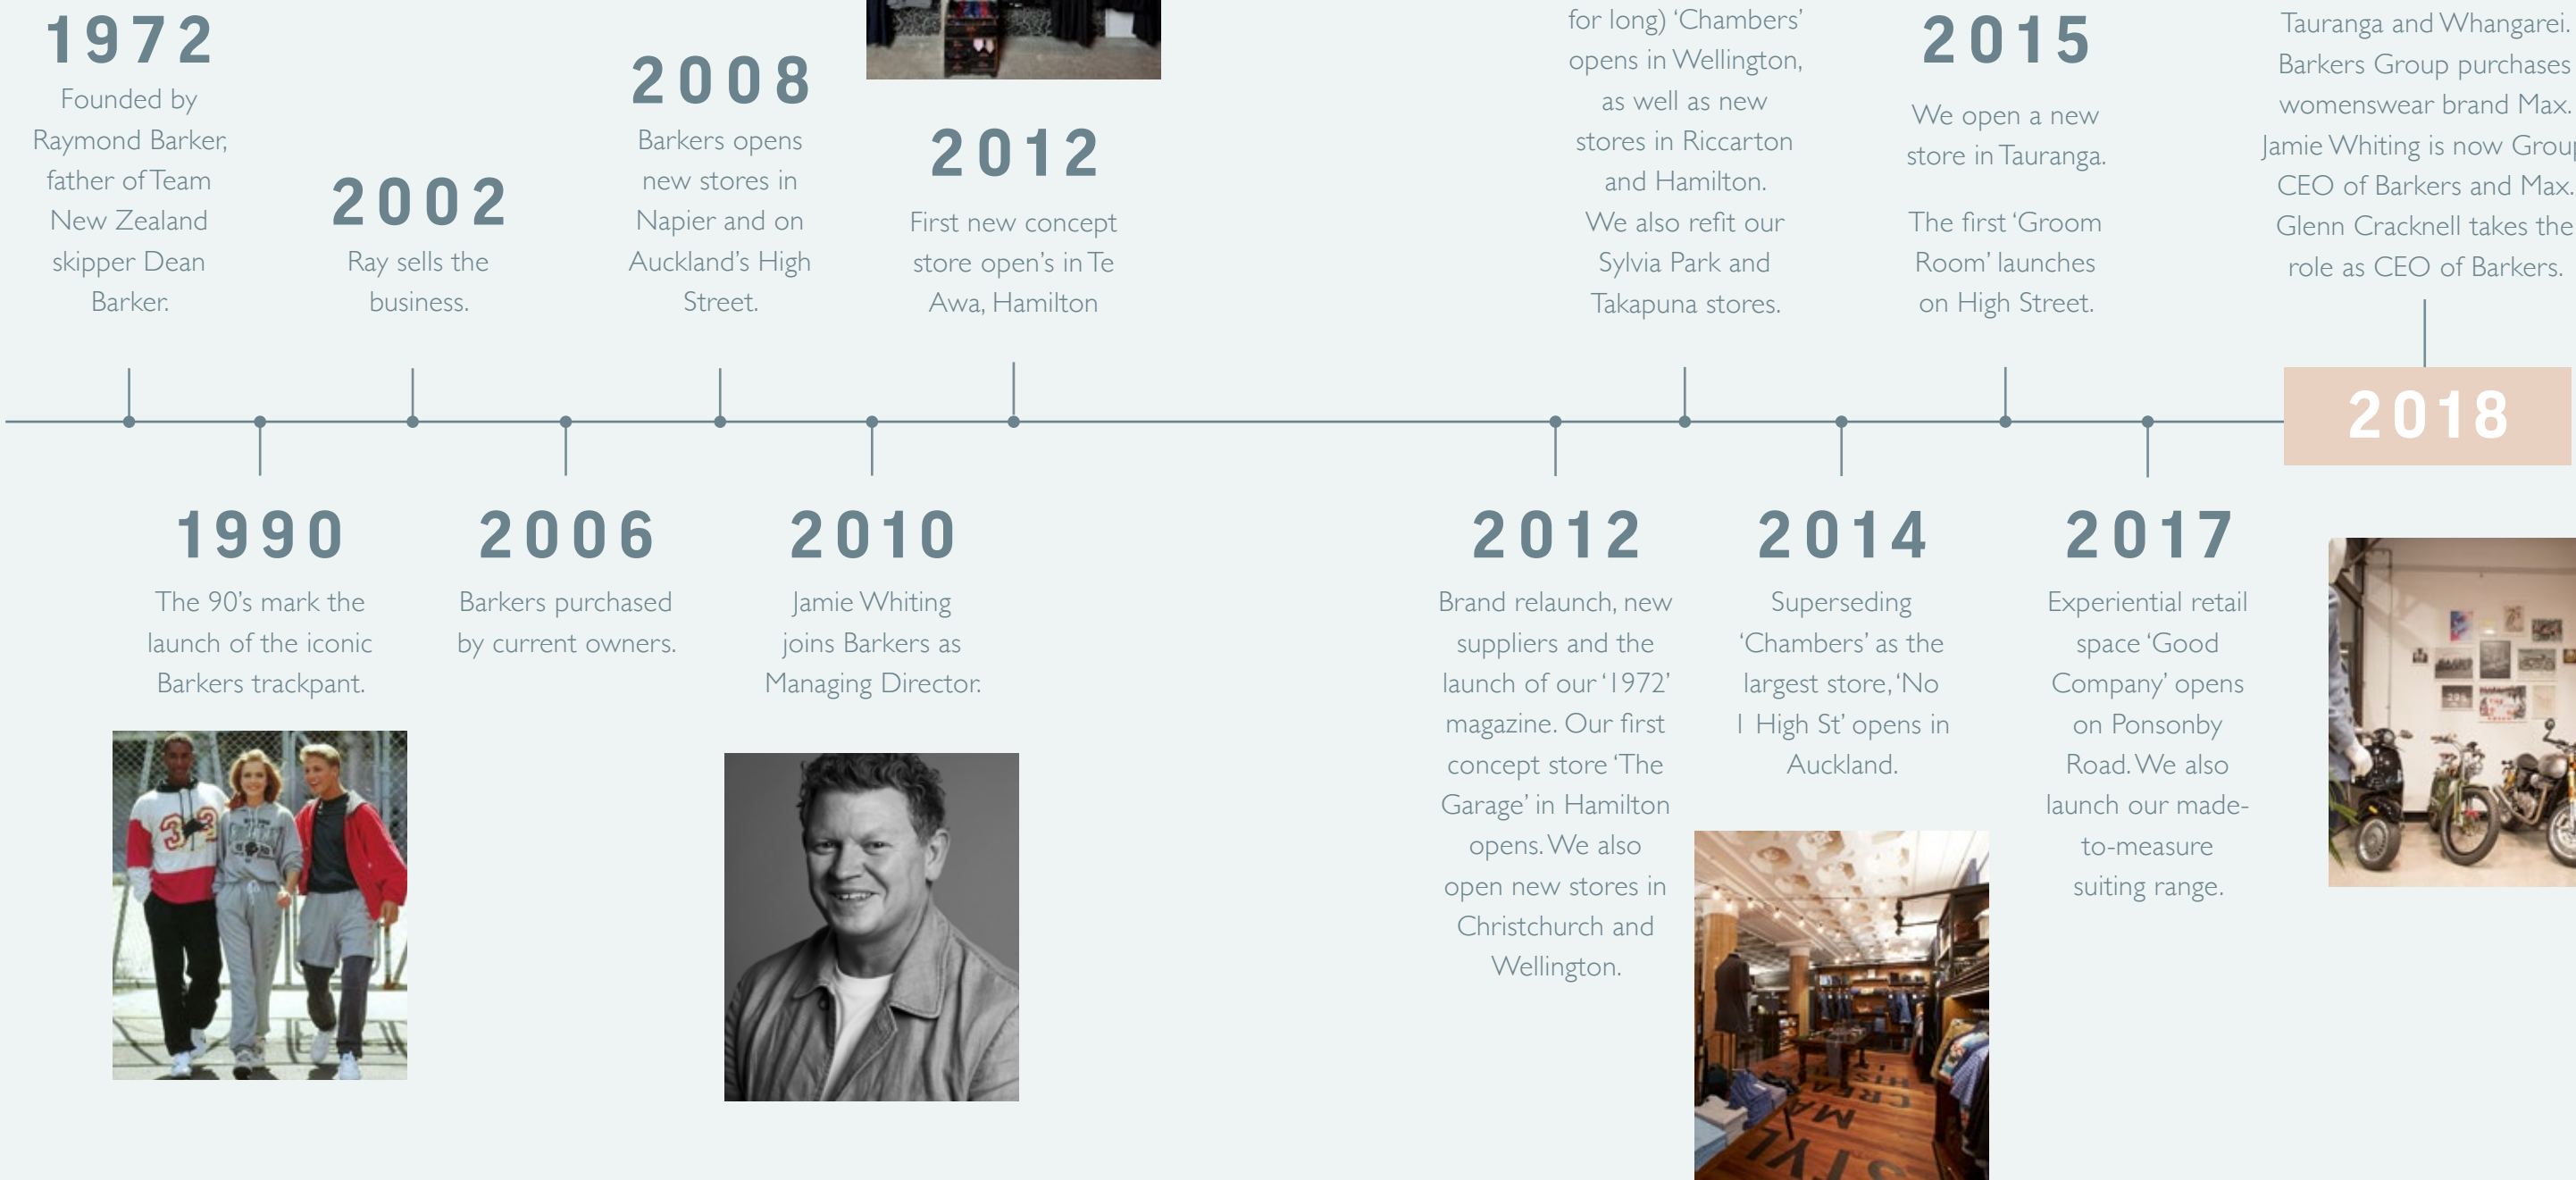 1972
Founded by
Raymond Barker,
father of Team
New Zealand
skipper Dean
Barker.
1990
The 90's mark the
launch of the iconic
Barkers trackpant.
2002
Ray sells the
business.
2006
Barkers purchased
by current owners.
2008
Barkers opens
new stores in
Napier and on
Auckland's High
Street.
2010
Jamie Whiting
joins Barkers as
Managing Director.
2012
First new concept
store open's in Te
Awa, Hamilton
2012
Brand relaunch, new
suppliers and the
launch of our '1972'
magazine. Our first
concept store 'The
Garage' in Hamilton
opens. We also
open new stores in
Christchurch and
Wellington.
for long) 'Chambers'
opens in Wellington,
as well as new
stores in Riccarton
and Hamilton.
We also refit our
Sylvia Park and
Takapuna stores.
2014
Superseding
'Chambers' as the
largest store, 'No
1 High St' opens in
Auckland.
2015
We open a new
store in Tauranga.
The first 'Groom
Room' launches
on High Street.
2017
Experiential retail
space 'Good
Company' opens
on Ponsonby
Road. We also
launch our made-
to-measure
suiting range.
Tauranga and Whangarei.
Barkers Group purchases
womenswear brand Max.
Jamie Whiting is now Group
CEO of Barkers and Max.
Glenn Cracknell takes the
role as CEO of Barkers.
2018
33